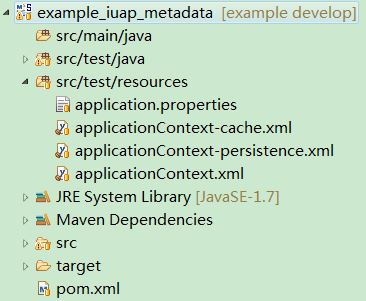 example_iuap_metadata [example develop]
src/main/java
src/test/java
src/test/resources
application.properties
applicationContext-cache.xml
applicationContext-persistence.xml
applicationContext.xml
JRE System Library [JavaSE-1.7]
Maven Dependencies
src
target
pom.xml